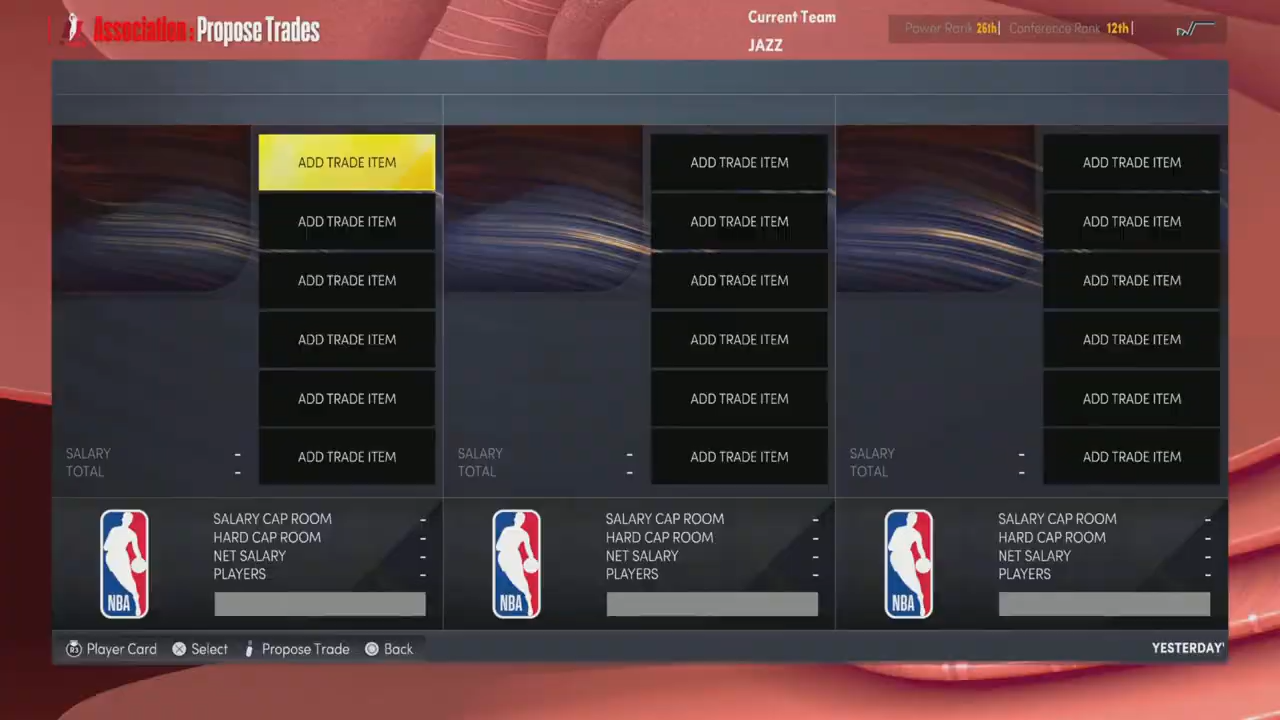 Association : Propose Trades
Current Team
JAZZ
Power Rank 26th| Conference Rank 12th|
ADD TRADE ITEM
ADD TRADE ITEM
ADD TRADE ITEM
ADD TRADE ITEM
ADD TRADE ITEM
ADD TRADE ITEM
SALARY -
TOTAL -
ADD TRADE ITEM
ADD TRADE ITEM
ADD TRADE ITEM
ADD TRADE ITEM
ADD TRADE ITEM
ADD TRADE ITEM
SALARY -
TOTAL -
ADD TRADE ITEM
ADD TRADE ITEM
ADD TRADE ITEM
ADD TRADE ITEM
ADD TRADE ITEM
ADD TRADE ITEM
SALARY -
TOTAL -
NBA
SALARY CAP ROOM -
HARD CAP ROOM -
NET SALARY -
PLAYERS -
NBA
SALARY CAP ROOM -
HARD CAP ROOM -
NET SALARY -
PLAYERS -
NBA
SALARY CAP ROOM -
HARD CAP ROOM -
NET SALARY -
PLAYERS -
R3 Player Card Select Propose Trade Back
YESTERDAY'